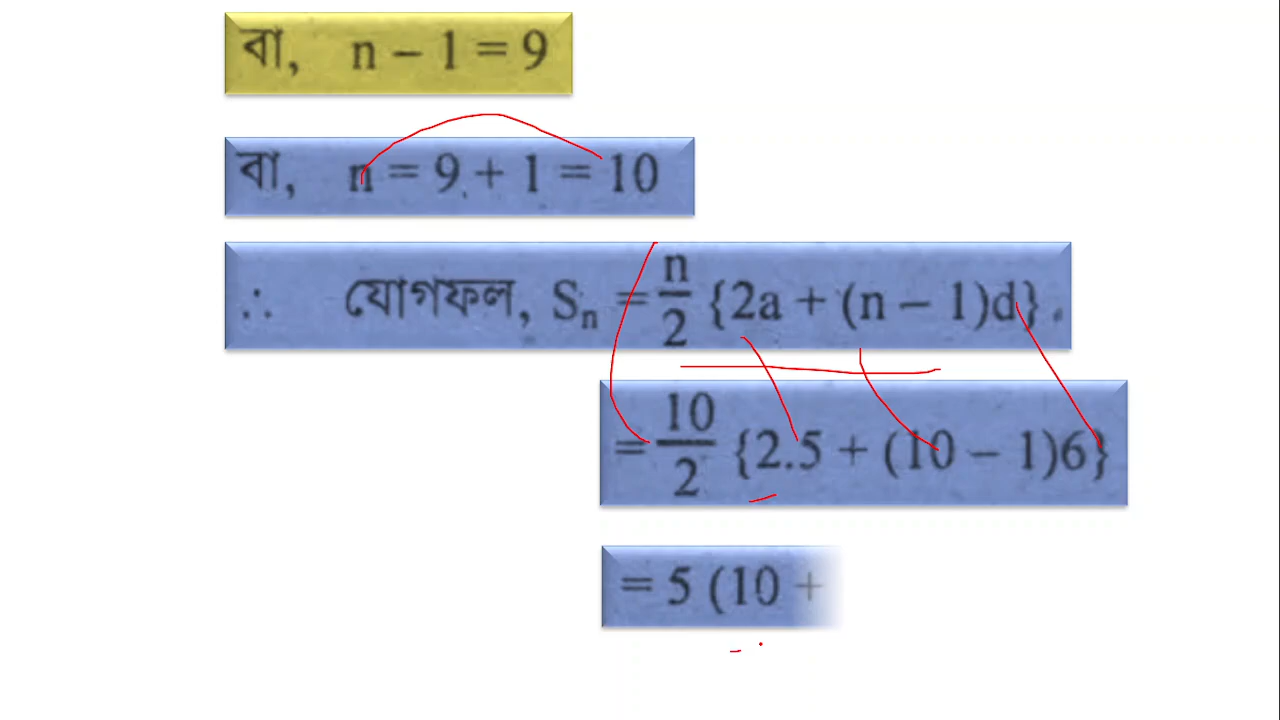 বা, n – 1 = 9
বা, n = 9 + 1 = 10
∴ যোগফল, Sₙ = n/2 {2a + (n – 1)d}.
= 10/2 {2.5 + (10 – 1)6}
= 5 (10 +